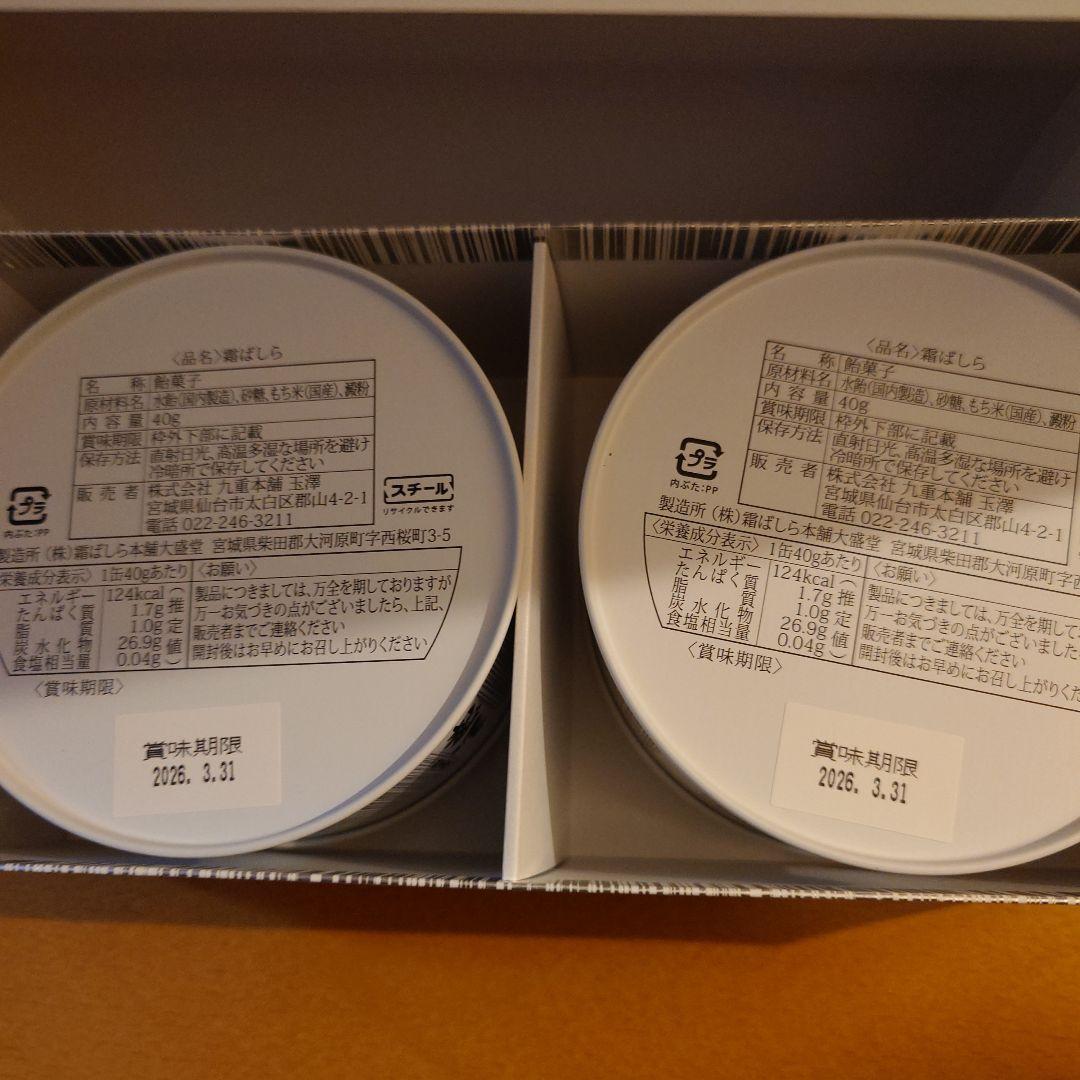 〈品名〉霜ばしら
名称 飴菓子
原材料名 水飴(国内製造)、砂糖、もち米(国産)、澱粉
内容量 40g
賞味期限 枠外下部に記載
保存方法 直射日光、高温多湿な場所を避け
冷暗所で保存してください
販売者 株式会社 九重本舗 玉澤
宮城県仙台市太白区郡山4-2-1
電話 022-246-3211
プラ
内ぶた:PP
スチール
リサイクルできます
製造所 (株)霜ばしら本舗大盛堂 宮城県柴田郡大河原町字西桜町3-5
〈栄養成分表示〉 1缶40gあたり
エネルギー 124kcal
たんぱく質 1.7g
脂質 1.0g
炭水化物 26.9g
食塩相当量 0.04g
(推定値)
〈お願い〉
製品につきましては、万全を期しておりますが
万一お気づきの点がございましたら、上記、
販売者までご連絡ください
開封後はお早めにお召し上がりください
〈賞味期限〉
賞味期限
2026. 3.31
〈品名〉霜ばしら
名称 飴菓子
原材料名 水飴(国内製造)、砂糖、もち米(国産)、澱粉
内容量 40g
賞味期限 枠外下部に記載
保存方法 直射日光、高温多湿な場所を避け
冷暗所で保存してください
販売者 株式会社 九重本舗 玉澤
宮城県仙台市太白区郡山4-2-1
電話 022-246-3211
プラ
内ぶた:PP
製造所 (株)霜ばしら本舗大盛堂 宮城県柴田郡大河原町字西
〈栄養成分表示〉 1缶40gあたり
エネルギー 124kcal
たんぱく質 1.7g
脂質 1.0g
炭水化物 26.9g
食塩相当量 0.04g
(推定値)
〈お願い〉
製品につきましては、万全を期して
万一お気づきの点がございました
販売者までご連絡ください
開封後はお早めにお召し上がりくだ
〈賞味期限〉
賞味期限
2026. 3.31